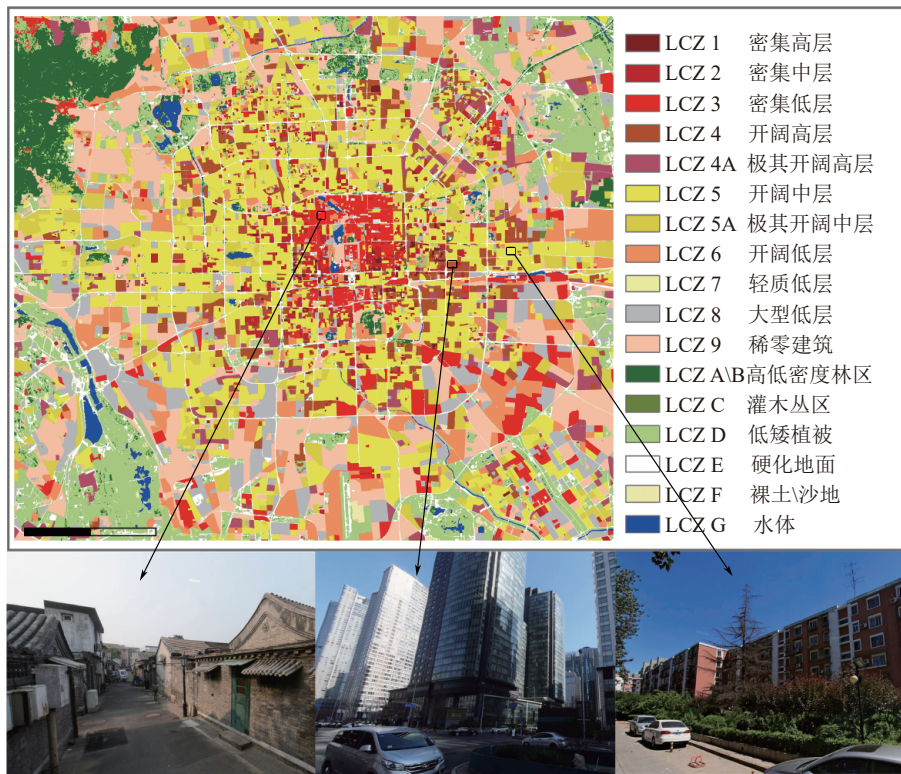 LCZ 1 密集高层
LCZ 2 密集中层
LCZ 3 密集低层
LCZ 4 开阔高层
LCZ 4A 极其开阔高层
LCZ 5 开阔中层
LCZ 5A 极其开阔中层
LCZ 6 开阔低层
LCZ 7 轻质低层
LCZ 8 大型低层
LCZ 9 稀零建筑
LCZ A\B高低密度林区
LCZ C 灌木丛区
LCZ D 低矮植被
LCZ E 硬化地面
LCZ F 裸土\沙地
LCZ G 水体